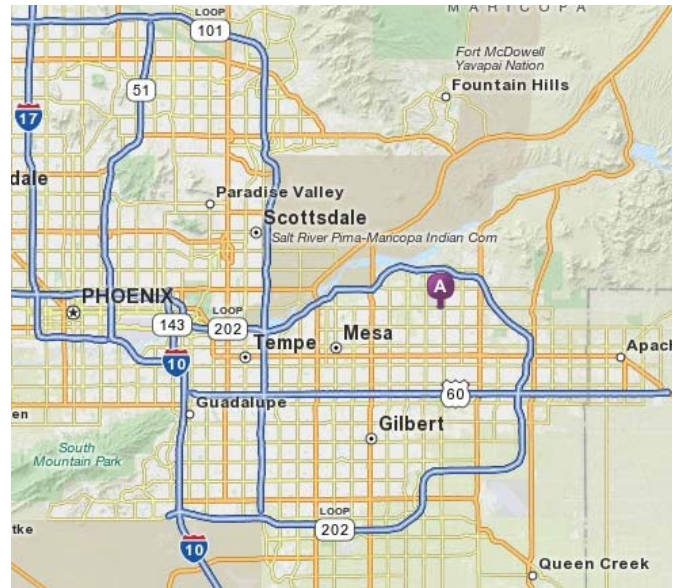 MARICOPA
LOOP
101
Fort McDowell
Yavapai Nation
51
Fountain Hills
17
dale
Paradise Valley
Scottsdale
Salt River Pima-Maricopa Indian Com
A
PHOENIX
LOOP
143
202
Mesa
Tempe
Apach
10
60
Guadalupe
en
Gilbert
South
Mountain Park
LOOP
202
tke
10
Queen Creek